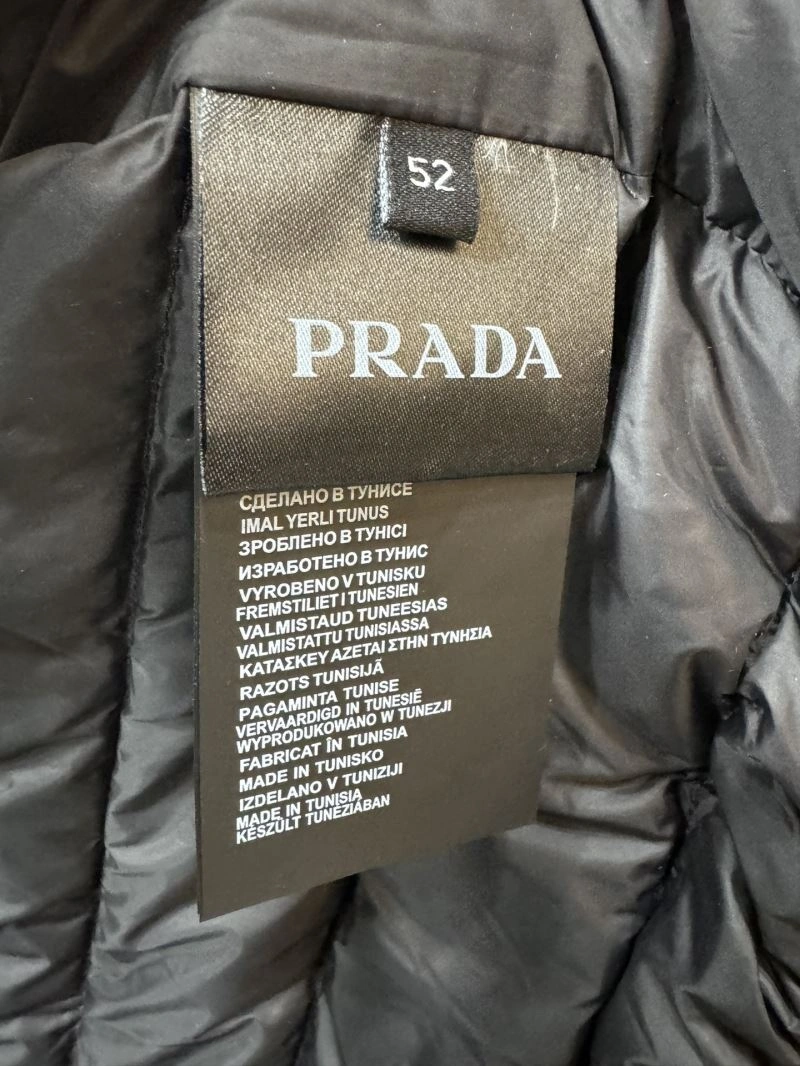 52
PRADA
СДЕЛАНО В ТУНИСЕ
IMAL YERLI TUNUS
ЗРОБЛЕНО В ТУНІСІ
ИЗРАБОТЕНО В ТУНИС
VYROBENO V TUNISKU
FREMSTILIET I TUNESIEN
VALMISTAUD TUNEESIAS
VALMISTATTU TUNISIASSA
ΚΑΤΑΣΚΕΥ ΑΖΕΤΑΙ ΣΤΗΝ ΤΥΝΗΣΙΑ
RAZOTS TUNISIJĀ
PAGAMINTA TUNISE
VERVAARDIGD IN TUNESIË
WYPRODUKOWANO W TUNEZJI
FABRICAT ÎN TUNISIA
MADE IN TUNISKO
IZDELANO V TUNIZIJI
MADE IN TUNISIA
KÉSZÜLT TUNÉZIÁBAN